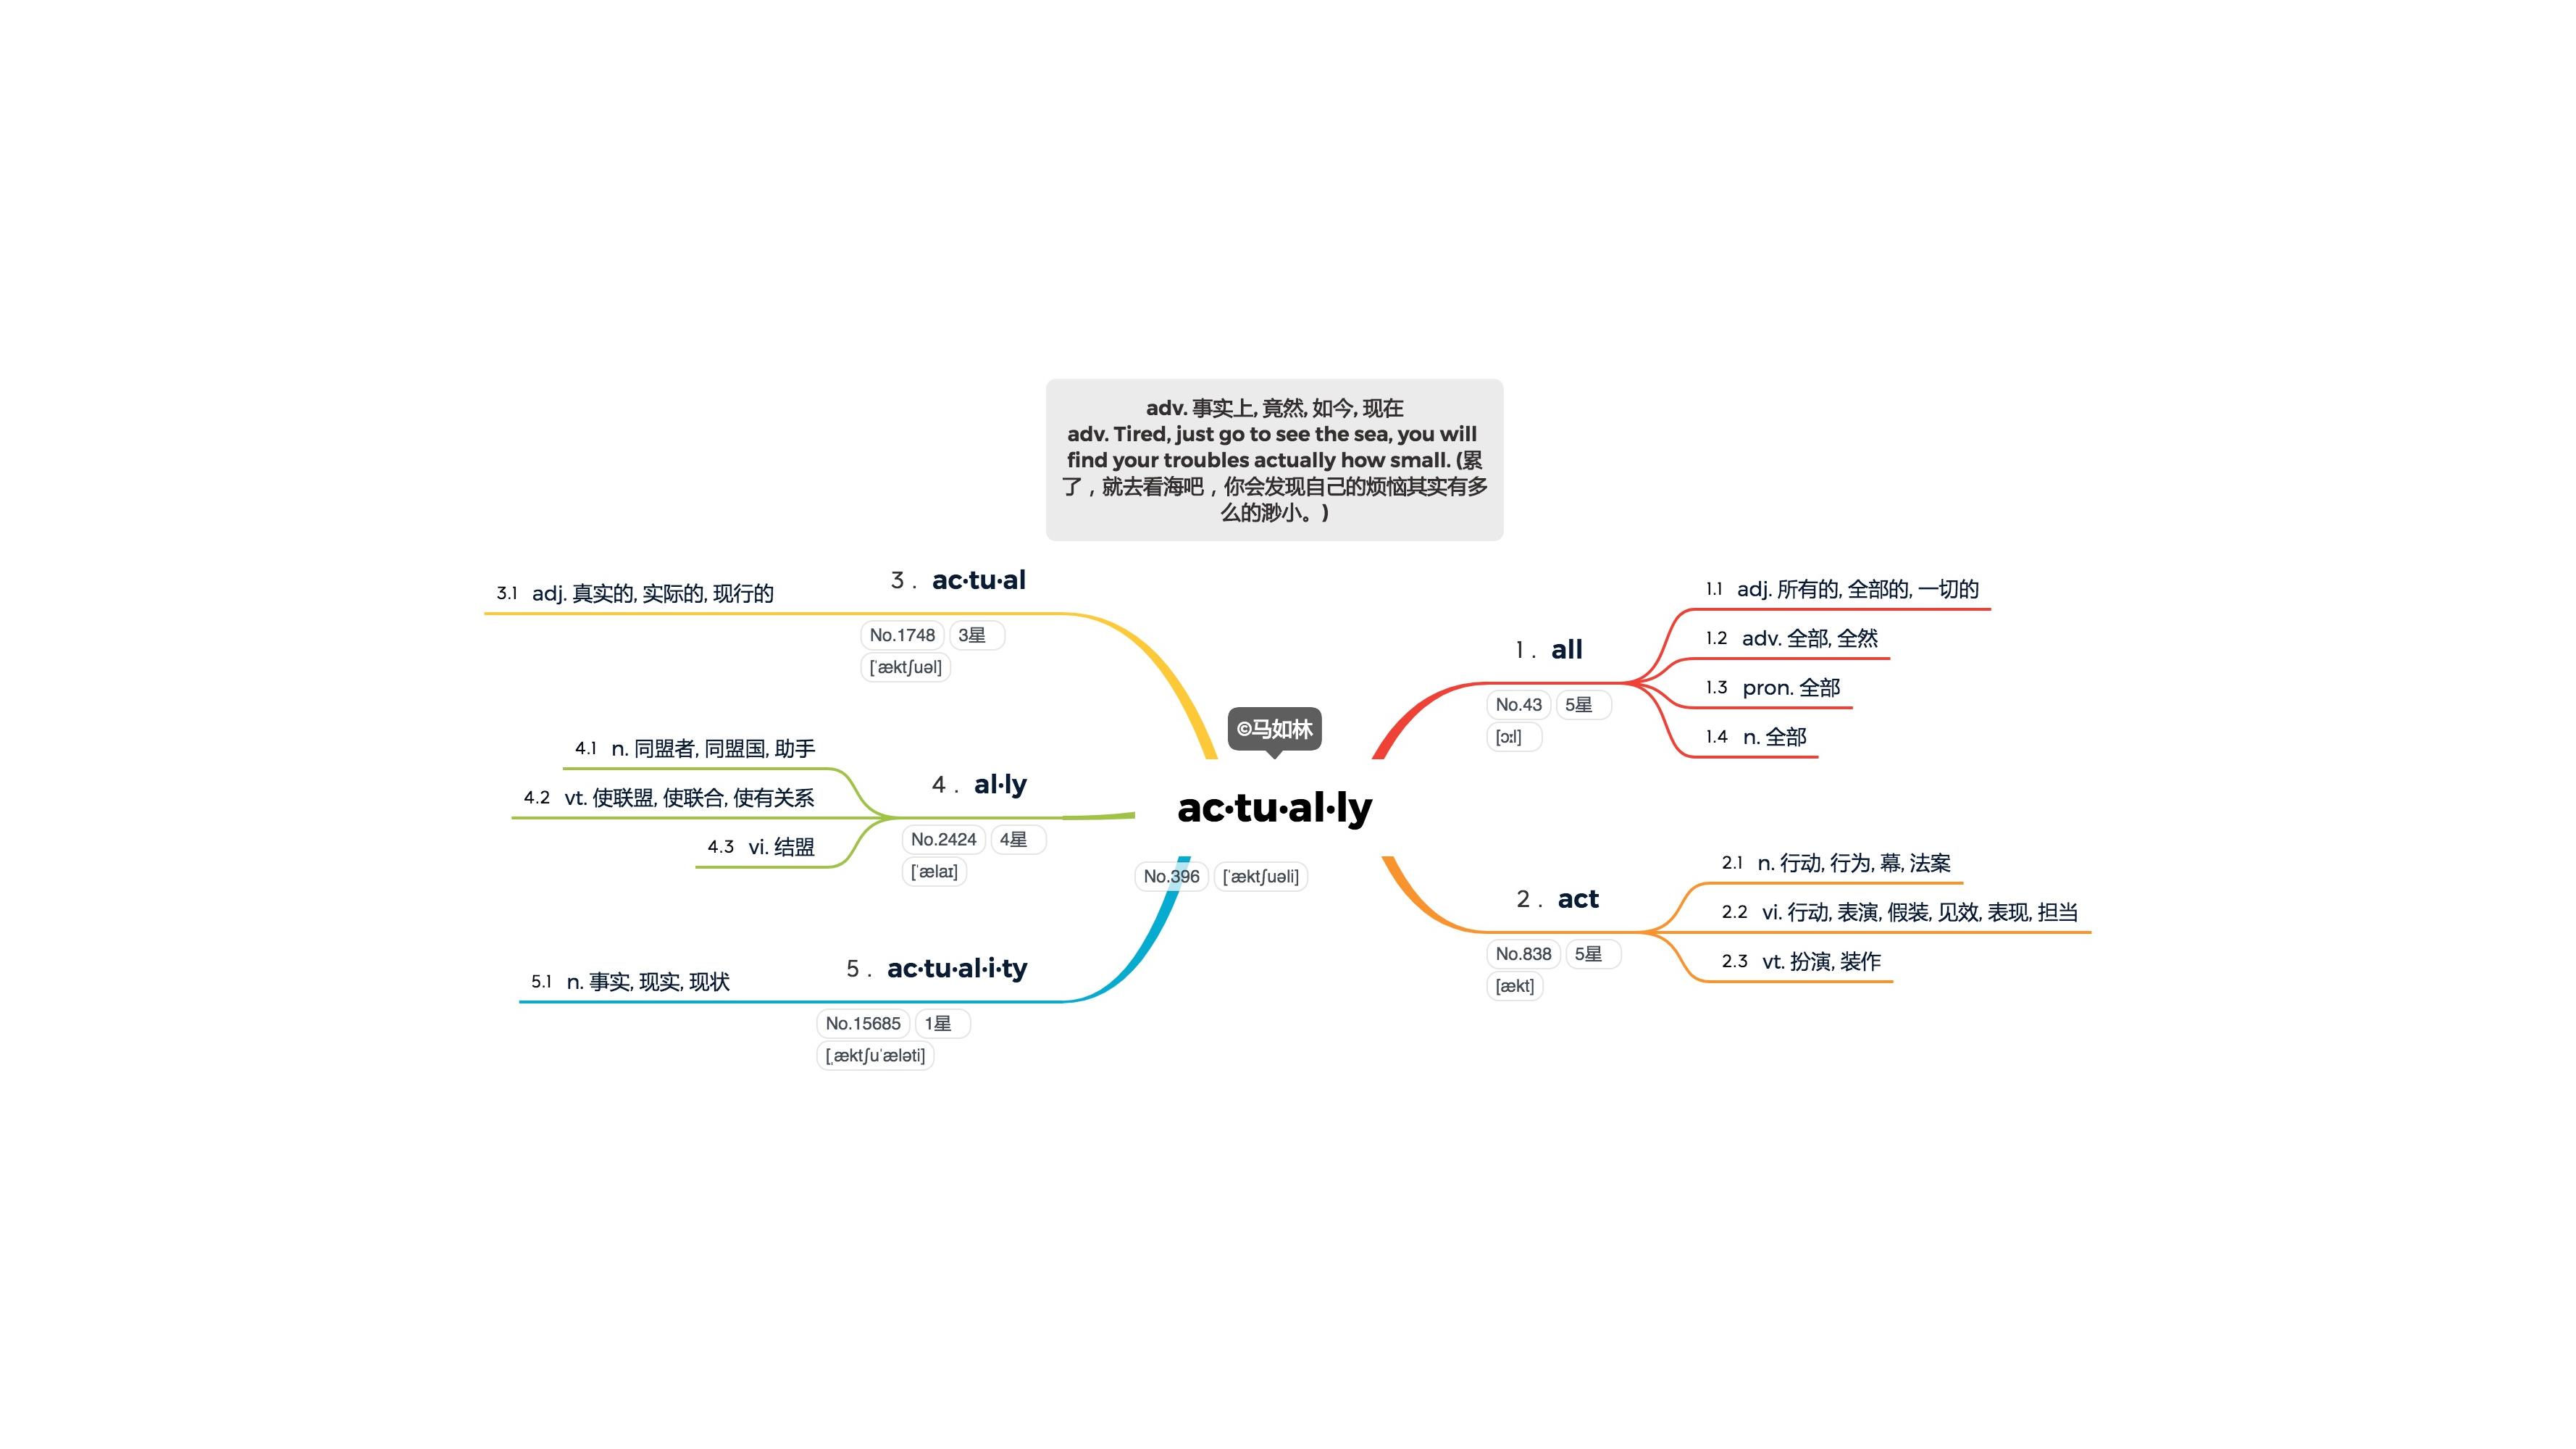 adv. 事实上, 竟然, 如今, 现在
adv. Tired, just go to see the sea, you will
find your troubles actually how small. (累
了，就去看海吧，你会发现自己的烦恼其实有多
么的渺小。)
©马如林
ac·tu·al·ly
No.396 [ˈæktʃuəli]
1 . all
No.43 5星
[ɔːl]
1.1 adj. 所有的, 全部的, 一切的
1.2 adv. 全部, 全然
1.3 pron. 全部
1.4 n. 全部
2 . act
No.838 5星
[ækt]
2.1 n. 行动, 行为, 幕, 法案
2.2 vi. 行动, 表演, 假装, 见效, 表现, 担当
2.3 vt. 扮演, 装作
3 . ac·tu·al
No.1748 3星
[ˈæktʃuəl]
3.1 adj. 真实的, 实际的, 现行的
4 . al·ly
No.2424 4星
[ˈælaɪ]
4.1 n. 同盟者, 同盟国, 助手
4.2 vt. 使联盟, 使联合, 使有关系
4.3 vi. 结盟
5 . ac·tu·al·i·ty
No.15685 1星
[ˌæktʃuˈæləti]
5.1 n. 事实, 现实, 现状